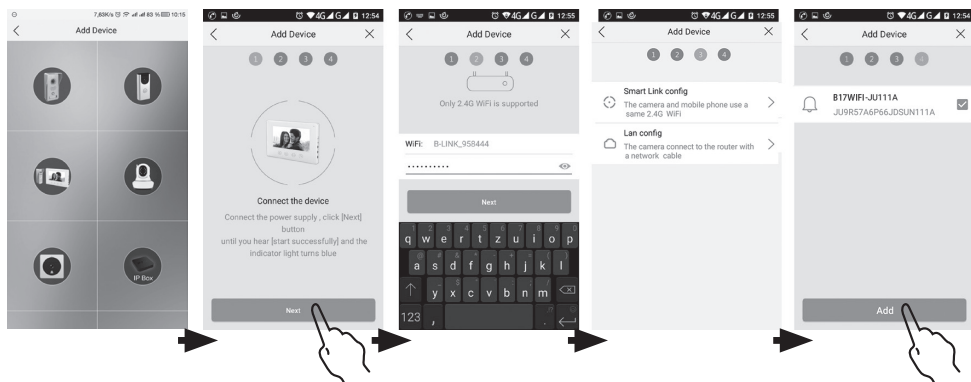 7,83K/s 83 % 10:15
Add Device
IP Box
4G G 12:54
Add Device
1 2 3 4
Connect the device
Connect the power supply , click [Next]
button
until you hear [start successfully] and the
indicator light turns blue
Next
4G G 12:55
Add Device
1 2 3 4
Only 2.4G WiFi is supported
WiFi: B-LINK_958444
Next
q w e r t z u i o p
a s d f g h j k l
y x c v b n m
123 , .
4G G 12:55
Add Device
1 2 3 4
Smart Link config
The camera and mobile phone use a
same 2,4G WiFi
Lan config
The camera connect to the router with
a network cable
4G G 12:54
Add Device
1 2 3 4
B17WIFI-JU111A
JU9R57A6P66JDSUN111A
Add